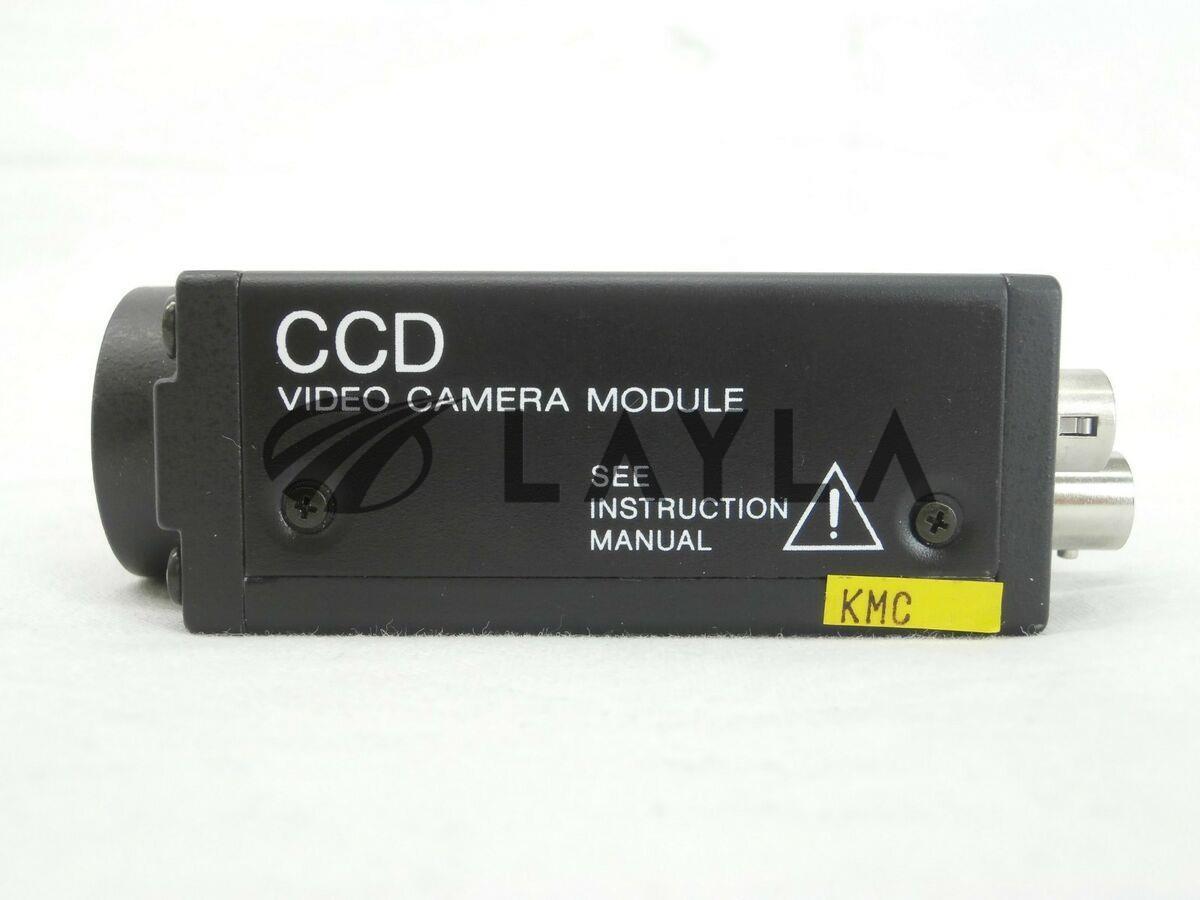 CCD
VIDEO CAMERA MODULE
LAYLA
SEE
INSTRUCTION
MANUAL
!
KMC